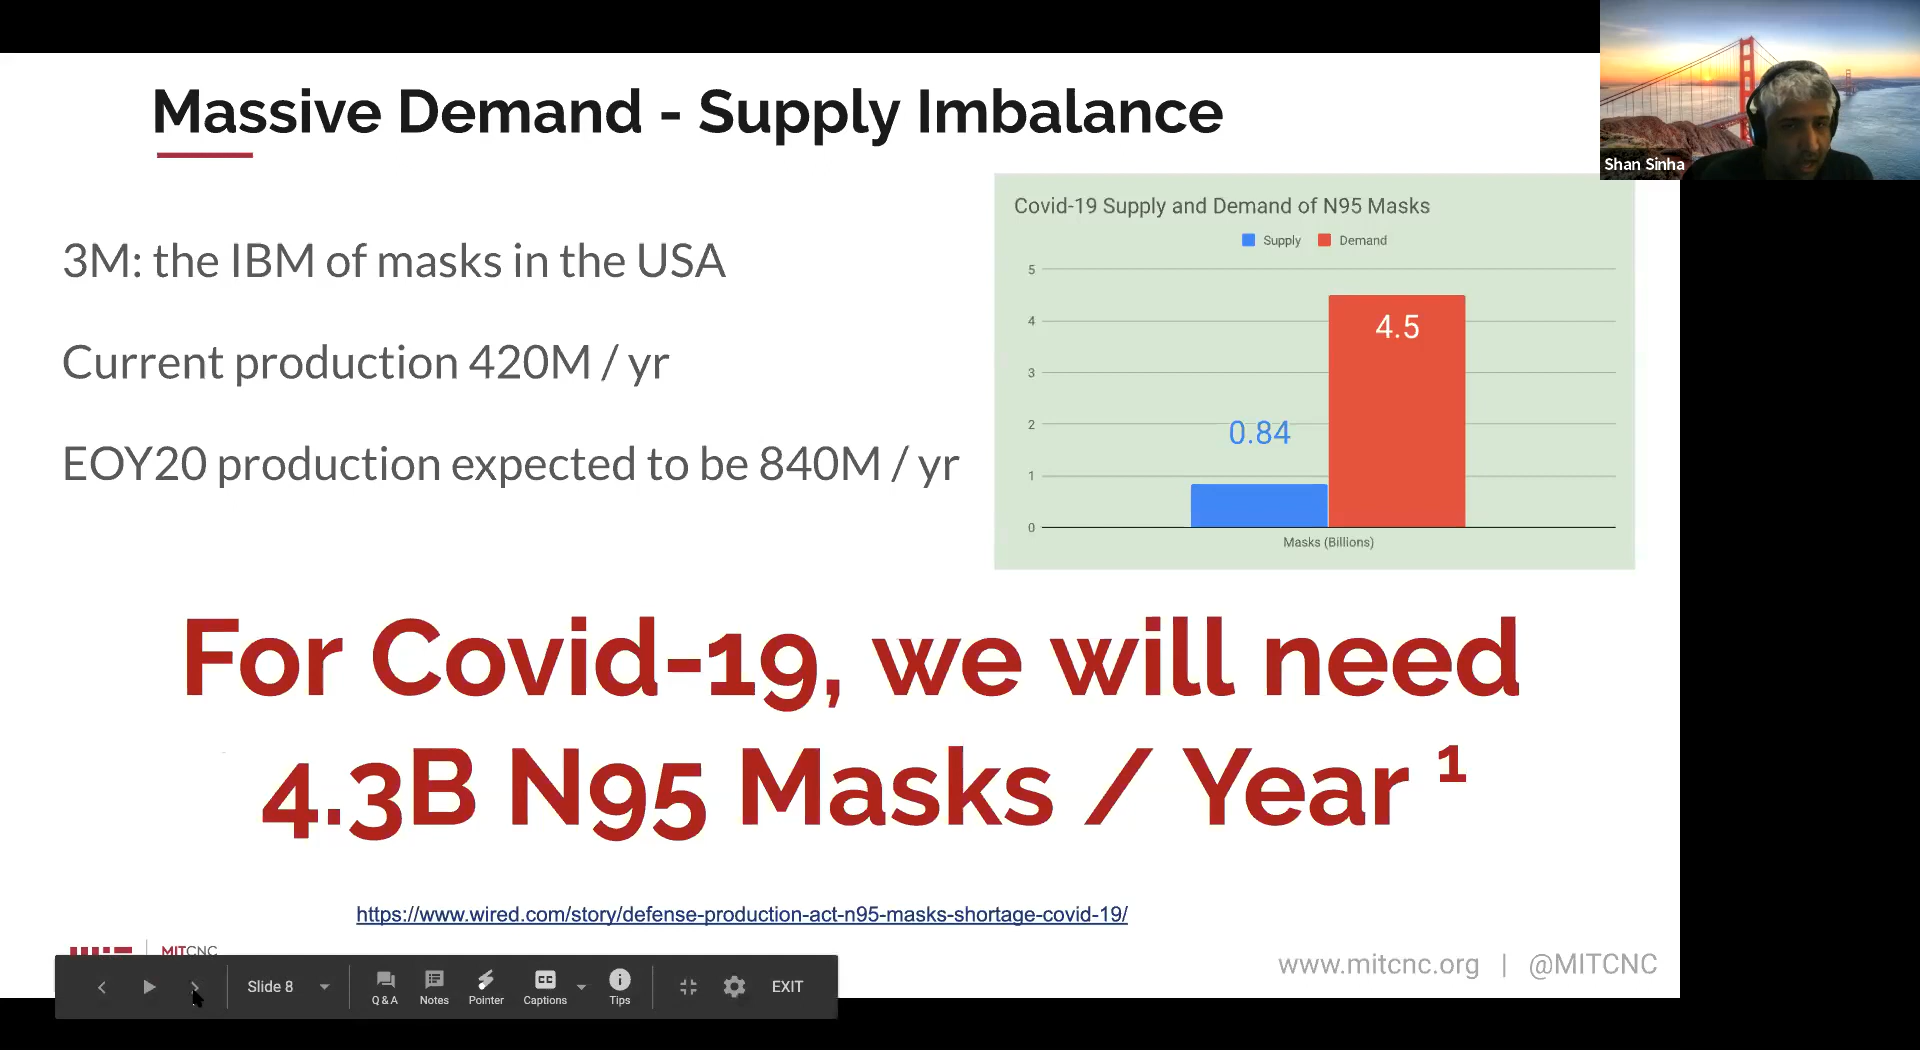 Massive Demand - Supply Imbalance
Shan Sinha
3M: the IBM of masks in the USA
Current production 420M / yr
EOY20 production expected to be 840M / yr
Covid-19 Supply and Demand of N95 Masks
Supply Demand
5
4
3
2
1
0
4.5
0.84
Masks (Billions)
For Covid-19, we will need
4.3B N95 Masks / Year ¹
https://www.wired.com/story/defense-production-act-n95-masks-shortage-covid-19/
MITCNC
www.mitcnc.org | @MITCNC
Slide 8
Q & A
Notes
Pointer
CC
Captions
Tips
EXIT